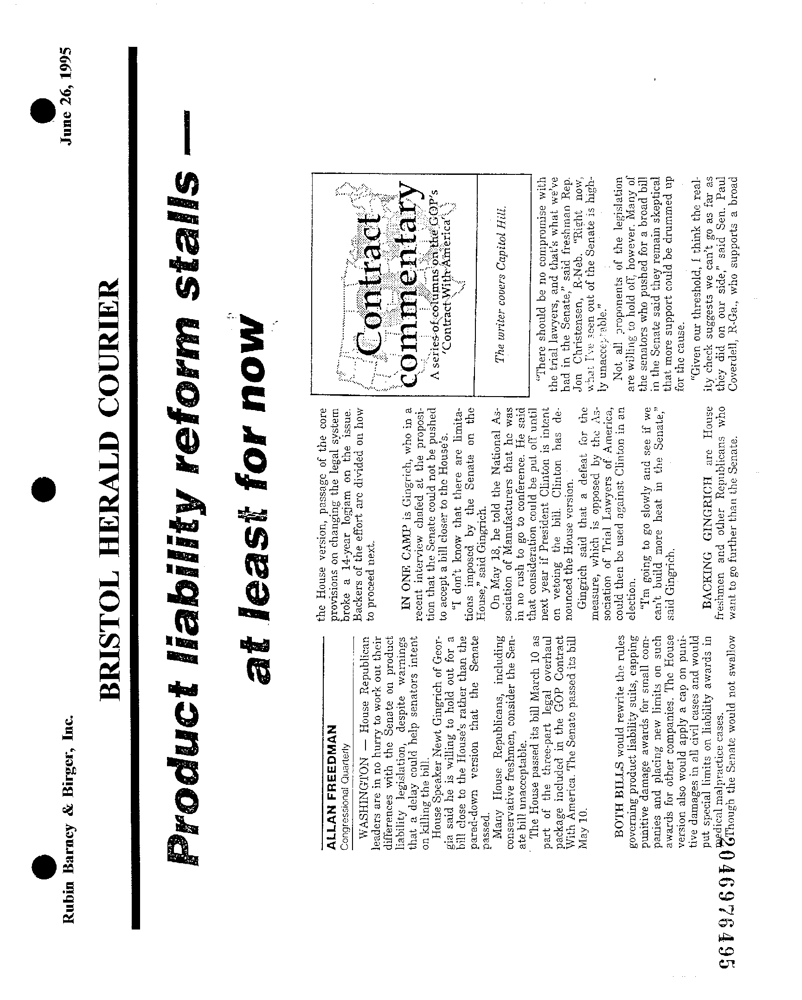 Rubin Barney & Birger, Inc.
June 26, 1995
BRISTOL HERALD COURIER
Product liability reform stalls —
at least for now
ALLAN FREEDMAN
Congressional Quarterly
WASHINGTON — House Republican
leaders are in no hurry to work out their
differences with the Senate on product
liability legislation, despite warnings
that a delay could help senators intent
on killing the bill.
House Speaker Newt Gingrich of Geor-
gia said he is willing to hold out for a
bill close to the House's rather than the
pared-down version that the Senate
passed.
Many House Republicans, including
conservative freshmen, consider the Sen-
ate bill unacceptable.
The House passed its bill March 10 as
part of the three-part legal overhaul
package included in the GOP Contract
With America. The Senate passed its bill
May 10.
BOTH BILLS would rewrite the rules
governing product liability suits, capping
punitive damage awards for small com-
panies and placing new limits on such
awards for other companies. The House
version also would apply a cap on puni-
tive damages in all civil cases and would
put special limits on liability awards in
medical malpractice cases.
Though the Senate would not swallow
the House version, passage of the core
provisions on changing the legal system
broke a 14-year logjam on the issue.
Backers of the effort are divided on how
to proceed next.
IN ONE CAMP is Gingrich, who in a
recent interview chafed at the proposi-
tion that the Senate could not be pushed
to accept a bill closer to the House's.
"I don't know that there are limita-
tions imposed by the Senate on the
House," said Gingrich.
On May 18, he told the National As-
sociation of Manufacturers that he was
in no rush to go to conference. He said
that consideration could be put off until
next year if President Clinton is intent
on vetoing the bill. Clinton has de-
nounced the House version.
Gingrich said that a defeat for the
measure, which is opposed by the As-
sociation of Trial Lawyers of America,
could then be used against Clinton in an
election.
"I'm going to go slowly and see if we
can't build more heat in the Senate,"
said Gingrich.
BACKING GINGRICH are House
freshmen and other Republicans who
want to go further than the Senate.
Contract
commentary
A series of columns on the GOP's
'Contract With America'
The writer covers Capitol Hill.
"There should be no compromise with
the trial lawyers, and that's what we've
had in the Senate," said freshman Rep.
Jon Christensen, R-Neb. "Right now,
what I've seen out of the Senate is high-
ly unacceptable."
Not all proponents of the legislation
are willing to hold off, however. Many of
the senators who pushed for a broad bill
in the Senate said they remain skeptical
that more support could be drummed up
for the cause.
"Given our threshold, I think the real-
ity check suggests we can't go as far as
they did on our side," said Sen. Paul
Coverdell, R-Ga., who supports a broad
2046976495